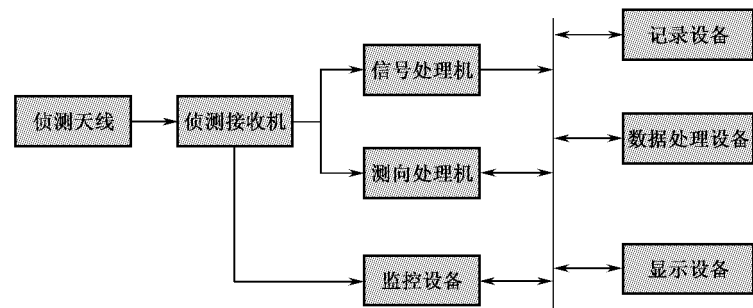 记录设备
信号处理机
侦测天线
侦测接收机
数据处理设备
测向处理机
监控设备
显示设备